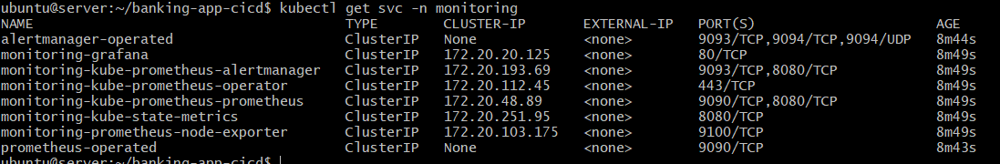 ubuntu@server:~/banking-app-cicd$ kubectl get svc -n monitoring
NAME TYPE CLUSTER-IP EXTERNAL-IP PORT(S) AGE
alertmanager-operated ClusterIP None <none> 9093/TCP,9094/TCP,9094/UDP 8m44s
monitoring-grafana ClusterIP 172.20.20.125 <none> 80/TCP 8m49s
monitoring-kube-prometheus-alertmanager ClusterIP 172.20.193.69 <none> 9093/TCP,8080/TCP 8m49s
monitoring-kube-prometheus-operator ClusterIP 172.20.112.45 <none> 443/TCP 8m49s
monitoring-kube-prometheus-prometheus ClusterIP 172.20.48.89 <none> 9090/TCP,8080/TCP 8m49s
monitoring-kube-state-metrics ClusterIP 172.20.251.95 <none> 8080/TCP 8m49s
monitoring-prometheus-node-exporter ClusterIP 172.20.103.175 <none> 9100/TCP 8m49s
prometheus-operated ClusterIP None <none> 9090/TCP 8m43s
ubuntu@server:~/banking-app-cicd$